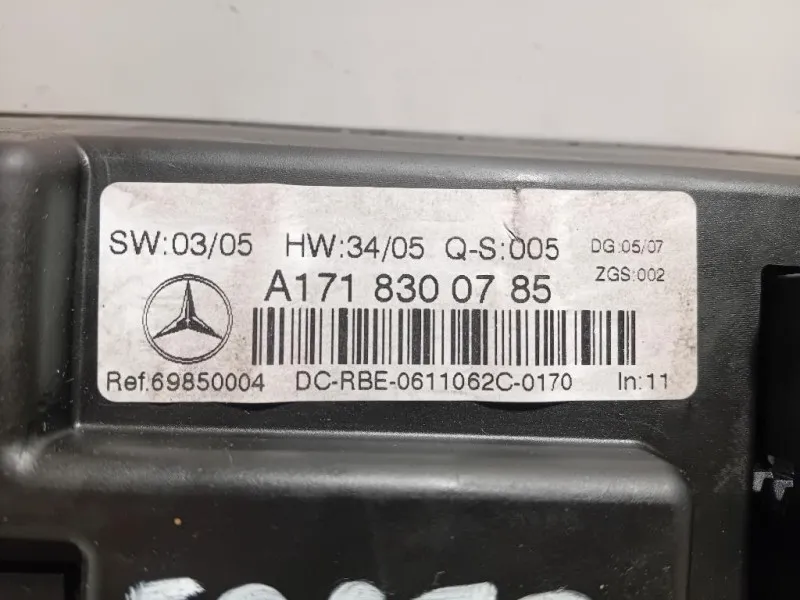 SW:03/05 HW:34/05 Q-S:005 DG:05/07
ZGS:002
A171 830 07 85
Ref.69850004 DC-RBE-0611062C-0170 In:11